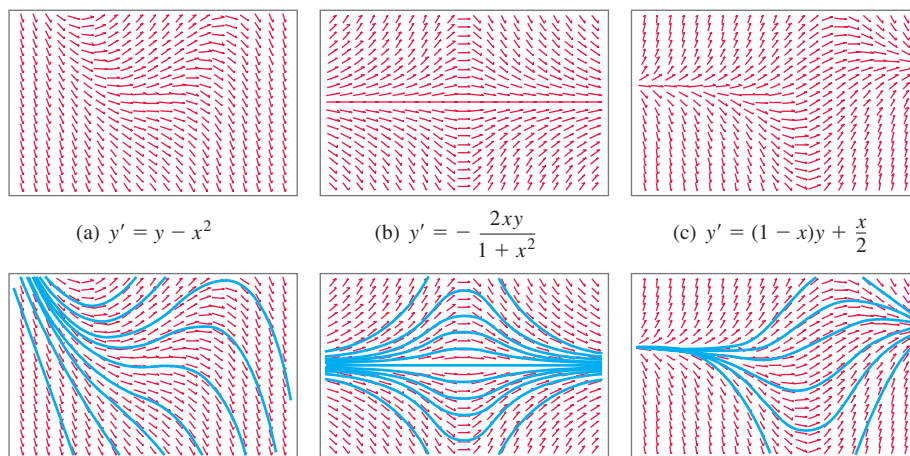 (a) y′ = y − x²
(b) y′ = − 2xy / (1 + x²)
(c) y′ = (1 − x)y + x/2